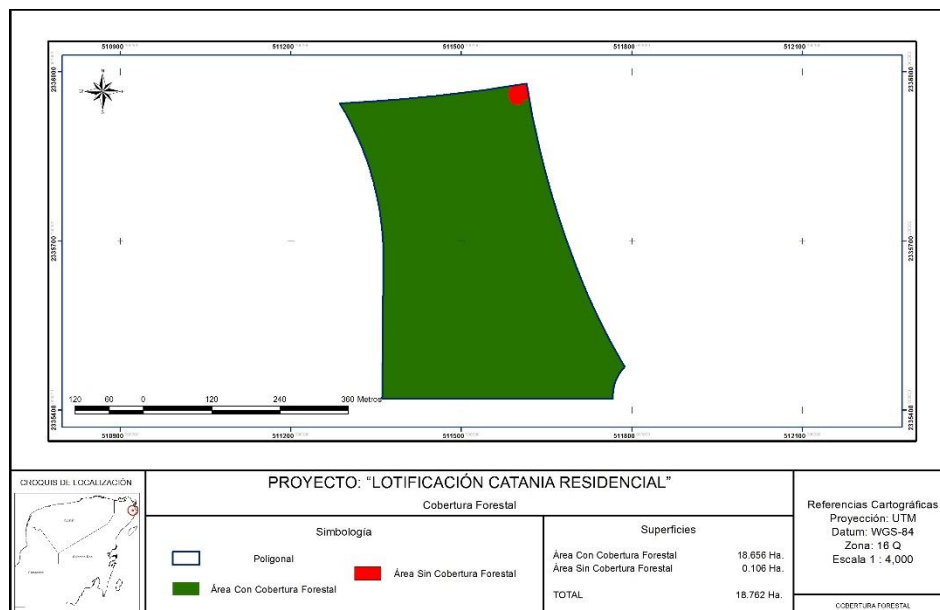 510900 511200 511500 511800 512100
2336000 2336000
2335700 2335700
2335400 2335400
120 60 0 120 240 360 Metros
510900 511200 511500 511800 512100
CROQUIS DE LOCALIZACIÓN
PROYECTO: “LOTIFICACIÓN CATANIA RESIDENCIAL”
Cobertura Forestal
Simbología
Poligonal
Área Con Cobertura Forestal
Área Sin Cobertura Forestal
Superficies
Área Con Cobertura Forestal 18.656 Ha.
Área Sin Cobertura Forestal 0.106 Ha.
TOTAL 18.762 Ha.
Referencias Cartográficas
Proyección: UTM
Datum: WGS-84
Zona: 16 Q
Escala 1 : 4,000
COBERTURA FORESTAL